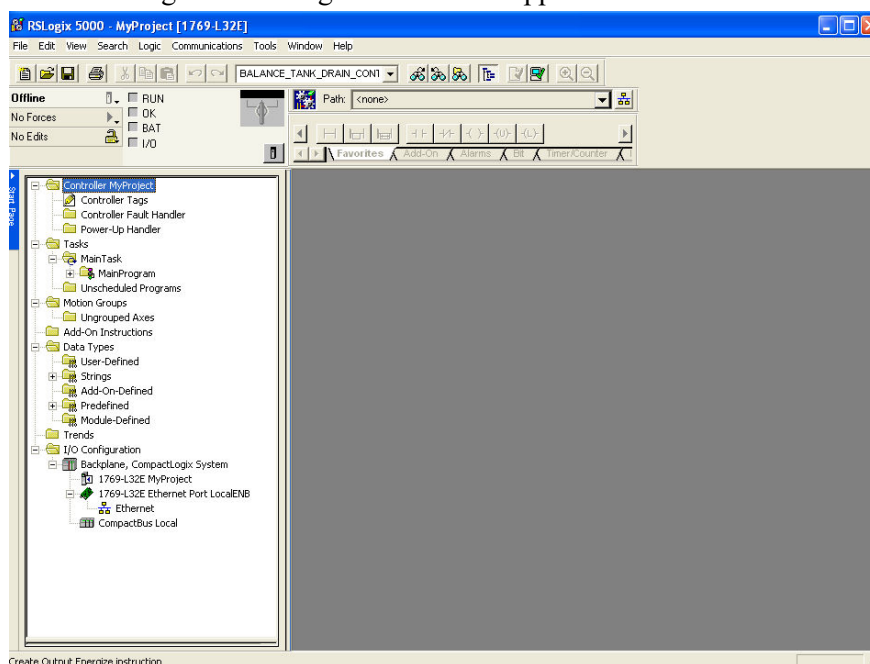 RSLogix 5000 - MyProject [1769-L32E]
File Edit View Search Logic Communications Tools Window Help
BALANCE_TANK_DRAIN_CONT
Offline
RUN
Path: <none>
No Forces
OK
No Edits
BAT
I/O
Favorites Add-On Alarms Bit Timer/Counter
Start Page
Controller MyProject
Controller Tags
Controller Fault Handler
Power-Up Handler
Tasks
MainTask
MainProgram
Unscheduled Programs
Motion Groups
Ungrouped Axes
Add-On Instructions
Data Types
User-Defined
Strings
Add-On-Defined
Predefined
Module-Defined
Trends
I/O Configuration
Backplane, CompactLogix System
1769-L32E MyProject
1769-L32E Ethernet Port LocalENB
Ethernet
CompactBus Local
Create Output Energize instruction